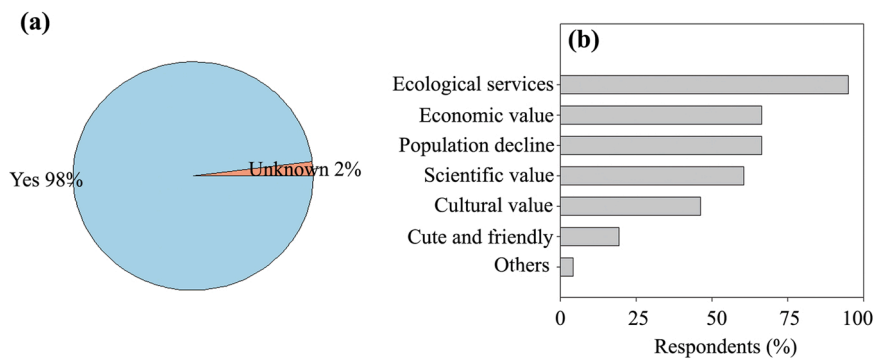 (a)
Yes 98%
Unknown 2%
(b)
Ecological services
Economic value
Population decline
Scientific value
Cultural value
Cute and friendly
Others
0 25 50 75 100
Respondents (%)